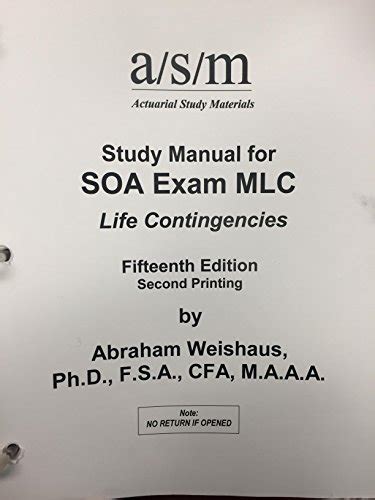 a/s/m
Actuarial Study Materials
Study Manual for
SOA Exam MLC
Life Contingencies
Fifteenth Edition
Second Printing
by
Abraham Weishaus,
Ph.D., F.S.A., CFA, M.A.A.A.
Note:
NO RETURN IF OPENED